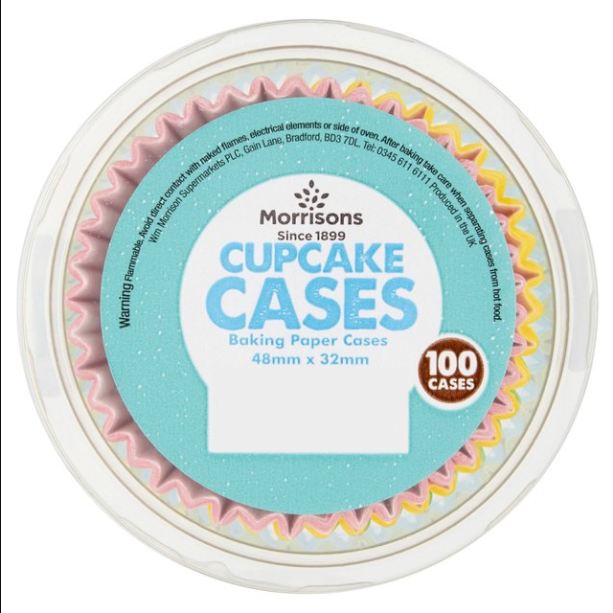 Warning Flammable. Avoid direct contact with naked flames, electrical elements or side of oven. After baking take care when separating cases from hot food.
Wm Morrison Supermarkets PLC, Gain Lane, Bradford, BD3 7DL. Tel: 0345 611 6111 Produced in the UK
Morrisons
Since 1899
CUPCAKE
CASES
Baking Paper Cases
48mm x 32mm
100
CASES